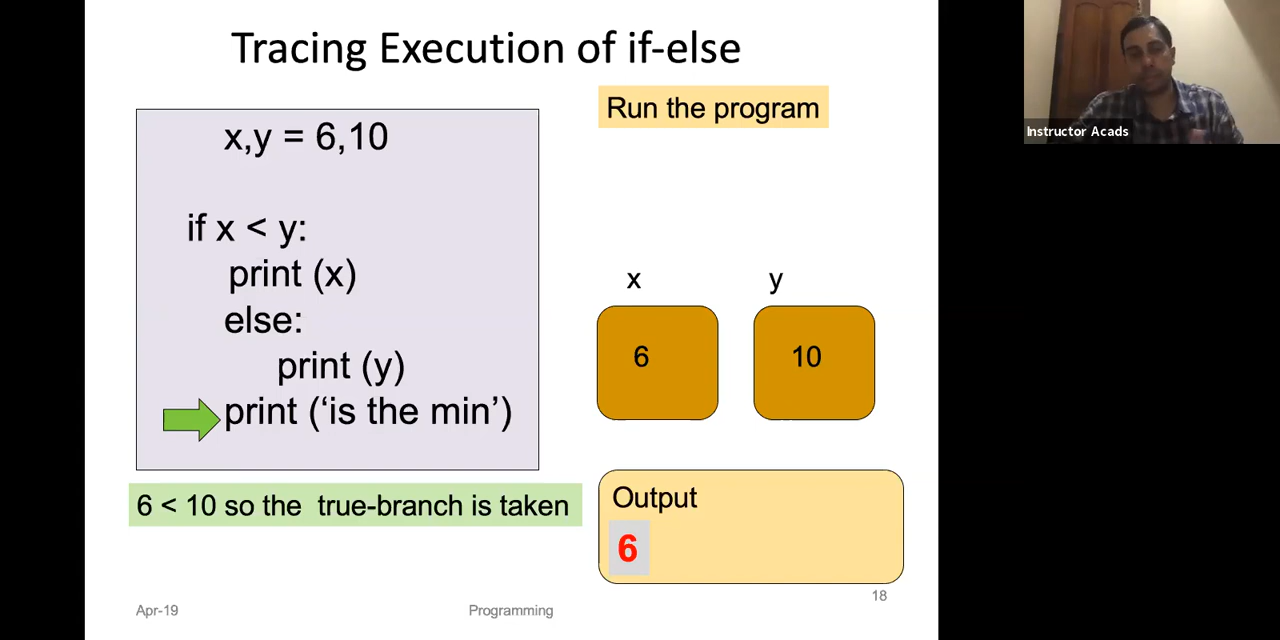 Tracing Execution of if-else
Run the program
x,y = 6,10
if x < y:
print (x)
else:
print (y)
print (‘is the min’)
x
y
6
10
6 < 10 so the  true-branch is taken
Output
6
Apr-19
Programming
18
Instructor Acads